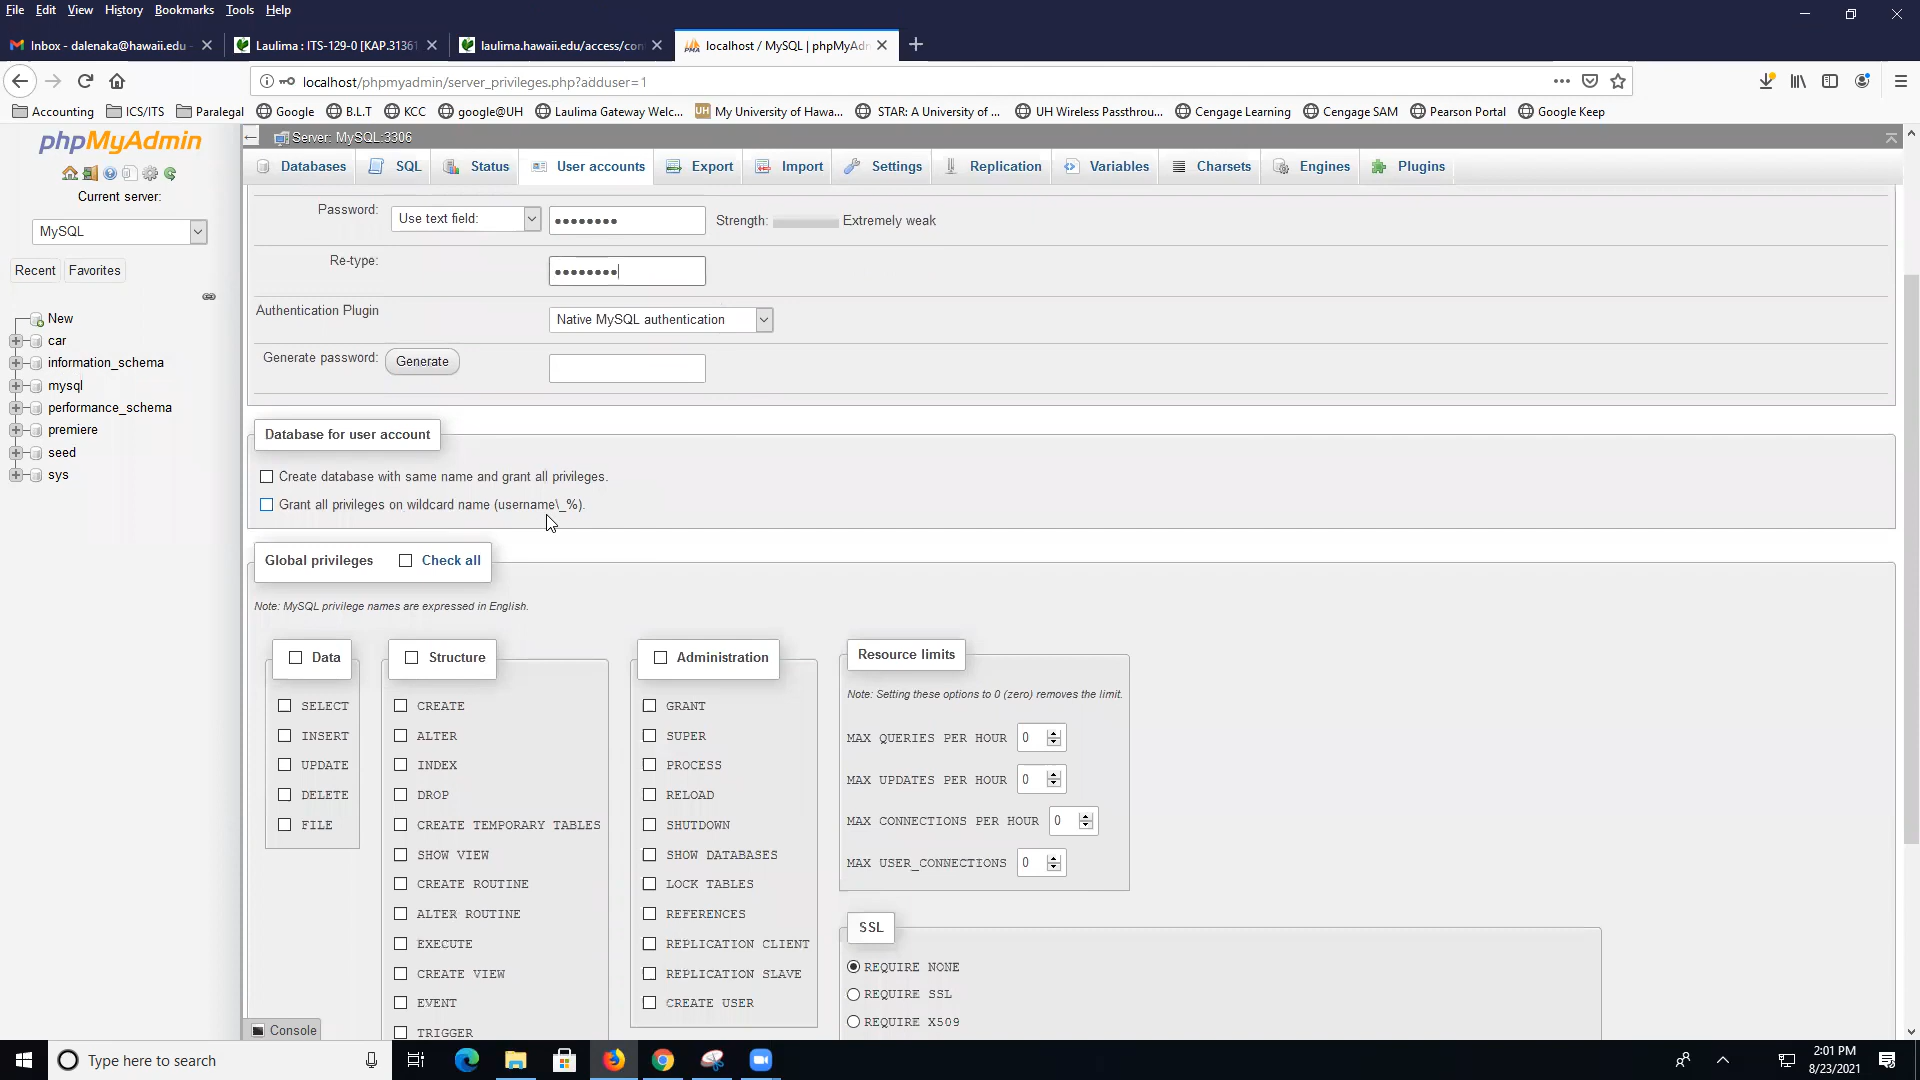 File Edit View History Bookmarks Tools Help
Inbox - dalenaka@hawaii.edu - Laulima : ITS-129-0 [KAP.31361 laulima.hawaii.edu/access/con localhost / MySQL | phpMyAdm
localhost/phpmyadmin/server_privileges.php?adduser=1
Accounting ICS/ITS Paralegal Google B.L.T KCC google@UH Laulima Gateway Welc... UH My University of Hawa... STAR: A University of ... UH Wireless Passthrou... Cengage Learning Cengage SAM Pearson Portal Google Keep
phpMyAdmin
Current server:
MySQL
Recent Favorites
New
car
information_schema
mysql
performance_schema
premiere
seed
sys
Server: MySQL:3306
Databases SQL Status User accounts Export Import Settings Replication Variables Charsets Engines Plugins
Password: Use text field: Strength: Extremely weak
Re-type:
Authentication Plugin Native MySQL authentication
Generate password: Generate
Database for user account
Create database with same name and grant all privileges.
Grant all privileges on wildcard name (username\_%).
Global privileges Check all
Note: MySQL privilege names are expressed in English.
Data
SELECT
INSERT
UPDATE
DELETE
FILE
Structure
CREATE
ALTER
INDEX
DROP
CREATE TEMPORARY TABLES
SHOW VIEW
CREATE ROUTINE
ALTER ROUTINE
EXECUTE
CREATE VIEW
EVENT
TRIGGER
Administration
GRANT
SUPER
PROCESS
RELOAD
SHUTDOWN
SHOW DATABASES
LOCK TABLES
REFERENCES
REPLICATION CLIENT
REPLICATION SLAVE
CREATE USER
Resource limits
Note: Setting these options to 0 (zero) removes the limit.
MAX QUERIES PER HOUR 0
MAX UPDATES PER HOUR 0
MAX CONNECTIONS PER HOUR 0
MAX USER_CONNECTIONS 0
SSL
REQUIRE NONE
REQUIRE SSL
REQUIRE X509
Console
Type here to search
2:01 PM
8/23/2021